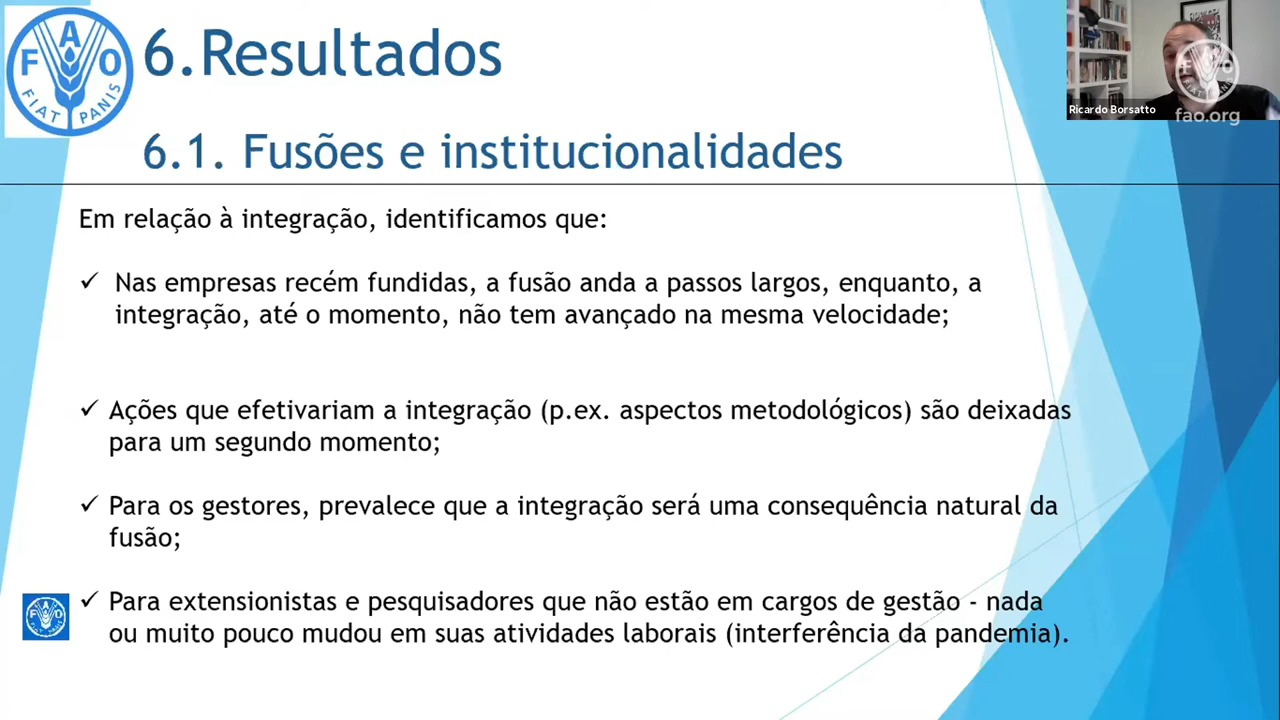 FAO
FIAT PANIS
6.Resultados
6.1. Fusões e institucionalidades
Ricardo Borsatto
FAO
FIAT PANIS
fao.org
Em relação à integração, identificamos que:
✓ Nas empresas recém fundidas, a fusão anda a passos largos, enquanto, a
integração, até o momento, não tem avançado na mesma velocidade;
✓ Ações que efetivariam a integração (p.ex. aspectos metodológicos) são deixadas
para um segundo momento;
✓ Para os gestores, prevalece que a integração será uma consequência natural da
fusão;
✓ Para extensionistas e pesquisadores que não estão em cargos de gestão - nada
ou muito pouco mudou em suas atividades laborais (interferência da pandemia).
FAO